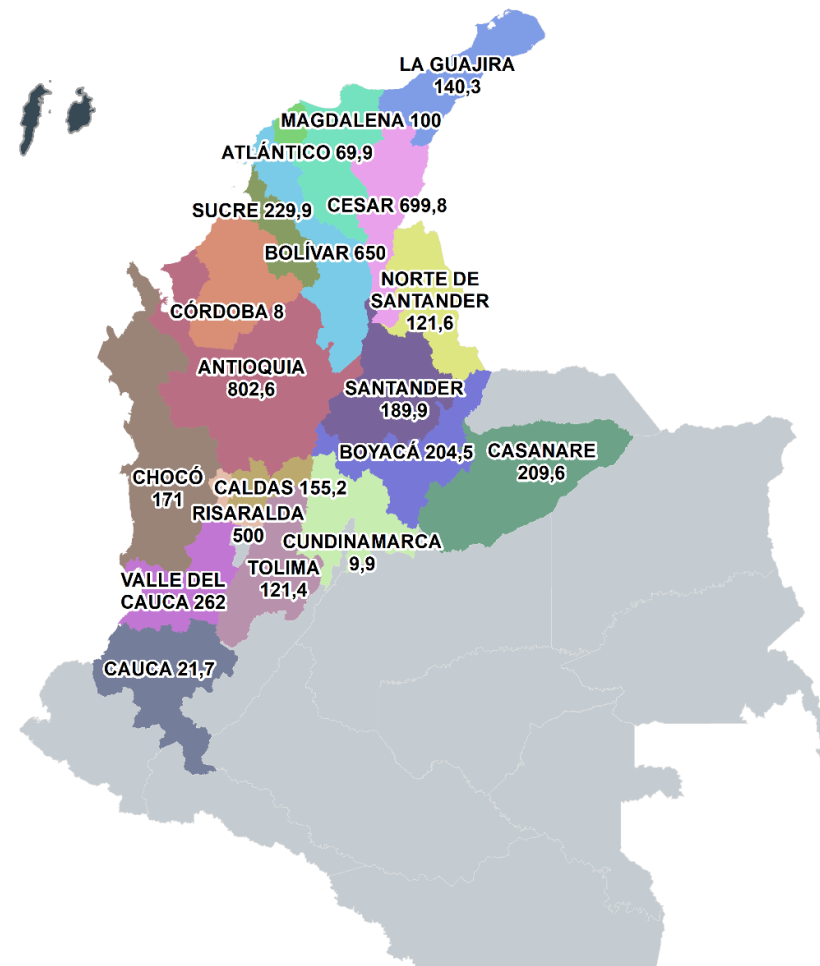 LA GUAJIRA
140,3
MAGDALENA 100
ATLÁNTICO 69,9
CESAR 699,8
SUCRE 229,9
BOLÍVAR 650
NORTE DE
SANTANDER
121,6
CÓRDOBA 8
ANTIOQUIA
802,6
SANTANDER
189,9
BOYACÁ 204,5
CASANARE
209,6
CHOCÓ
171
CALDAS 155,2
RISARALDA
500
CUNDINAMARCA
9,9
TOLIMA
121,4
VALLE DEL
CAUCA 262
CAUCA 21,7